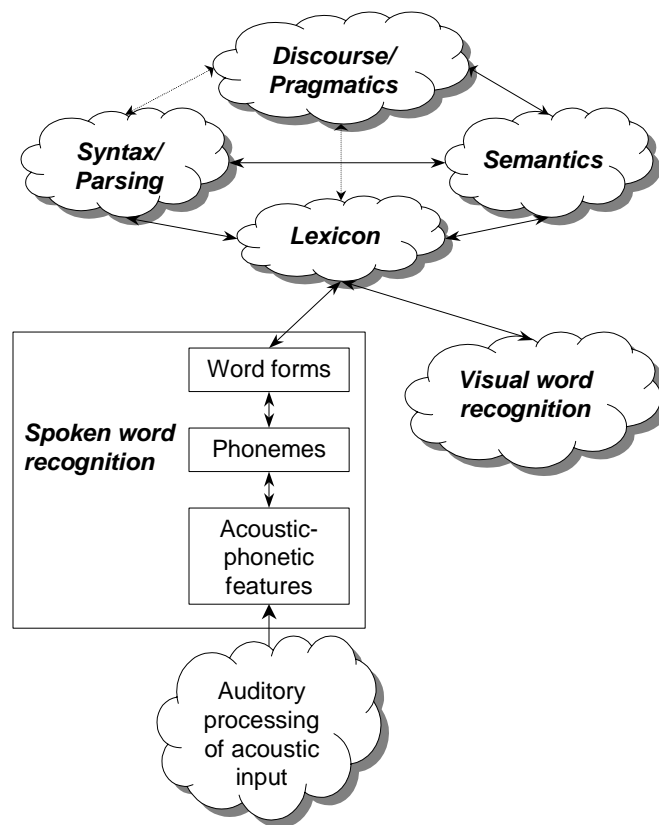 Discourse/
Pragmatics
Syntax/
Parsing
Semantics
Lexicon
Word forms
Visual word
recognition
Spoken word
recognition
Phonemes
Acoustic-
phonetic
features
Auditory
processing
of acoustic
input